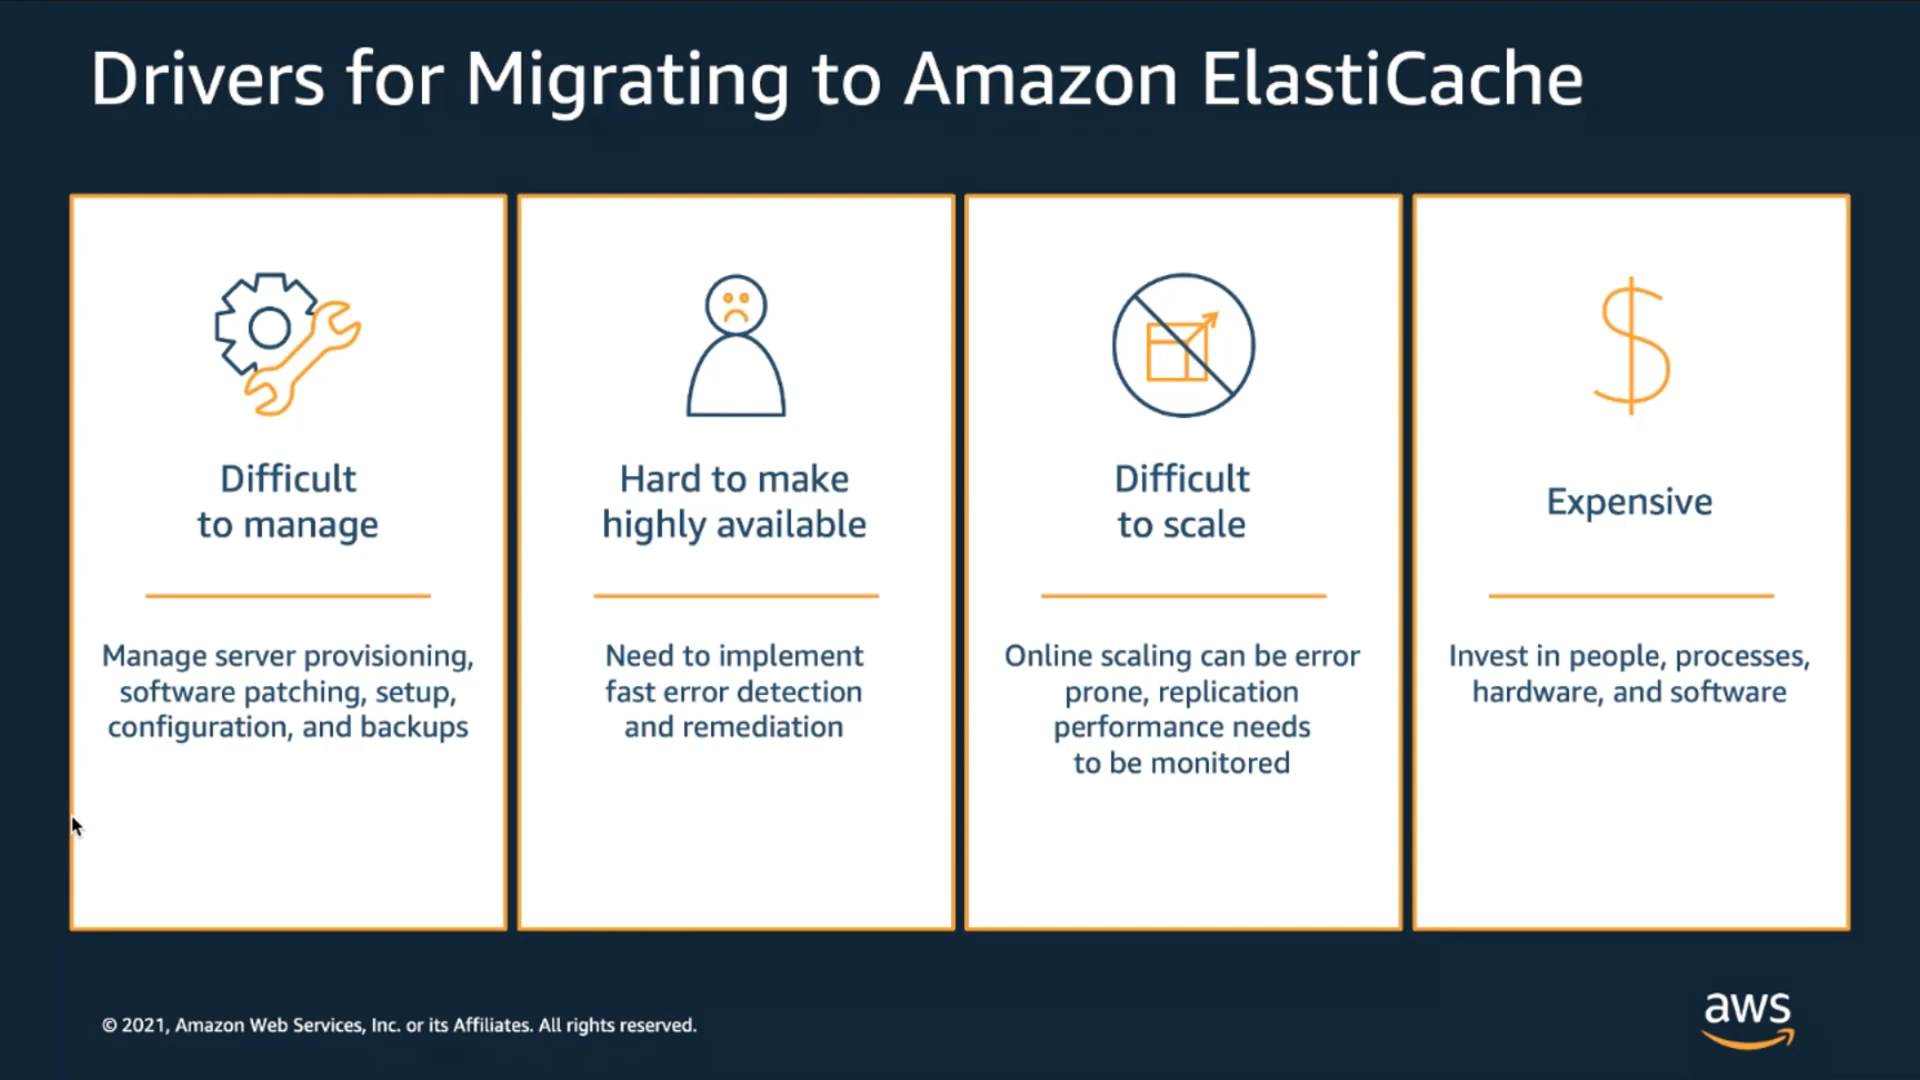 Drivers for Migrating to Amazon ElastiCache
Difficult
to manage
Manage server provisioning,
software patching, setup,
configuration, and backups
Hard to make
highly available
Need to implement
fast error detection
and remediation
Difficult
to scale
Online scaling can be error
prone, replication
performance needs
to be monitored
Expensive
Invest in people, processes,
hardware, and software
© 2021, Amazon Web Services, Inc. or its Affiliates. All rights reserved.
aws